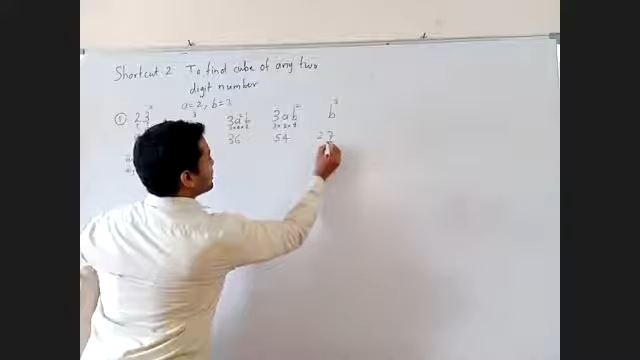 Shortcut 2 To find cube of any two
digit number
a=2, b=3
① 23³ ³ 3a²b 3ab² b³
36 54 27